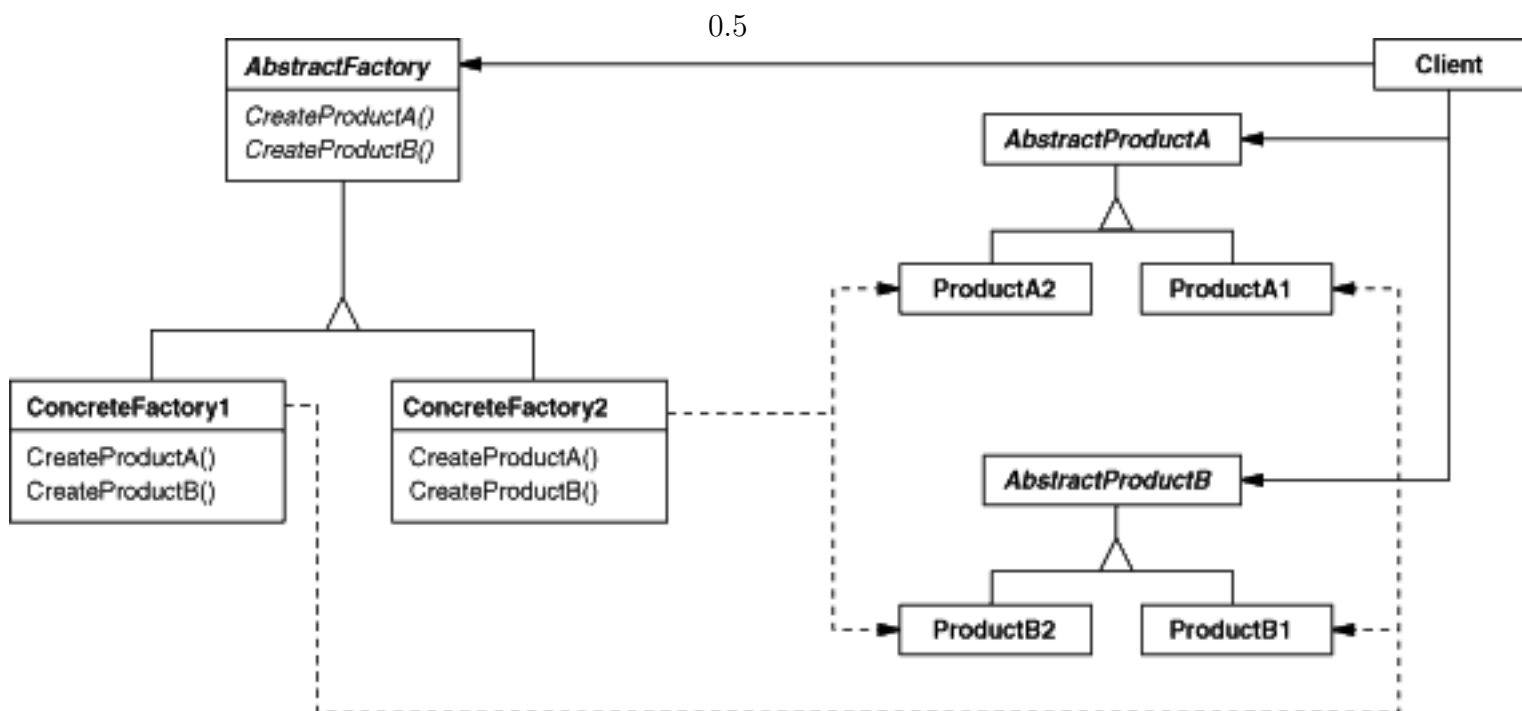 0.5
AbstractFactory
CreateProductA()
CreateProductB()
Client
AbstractProductA
ProductA2
ProductA1
ConcreteFactory1
CreateProductA()
CreateProductB()
ConcreteFactory2
CreateProductA()
CreateProductB()
AbstractProductB
ProductB2
ProductB1